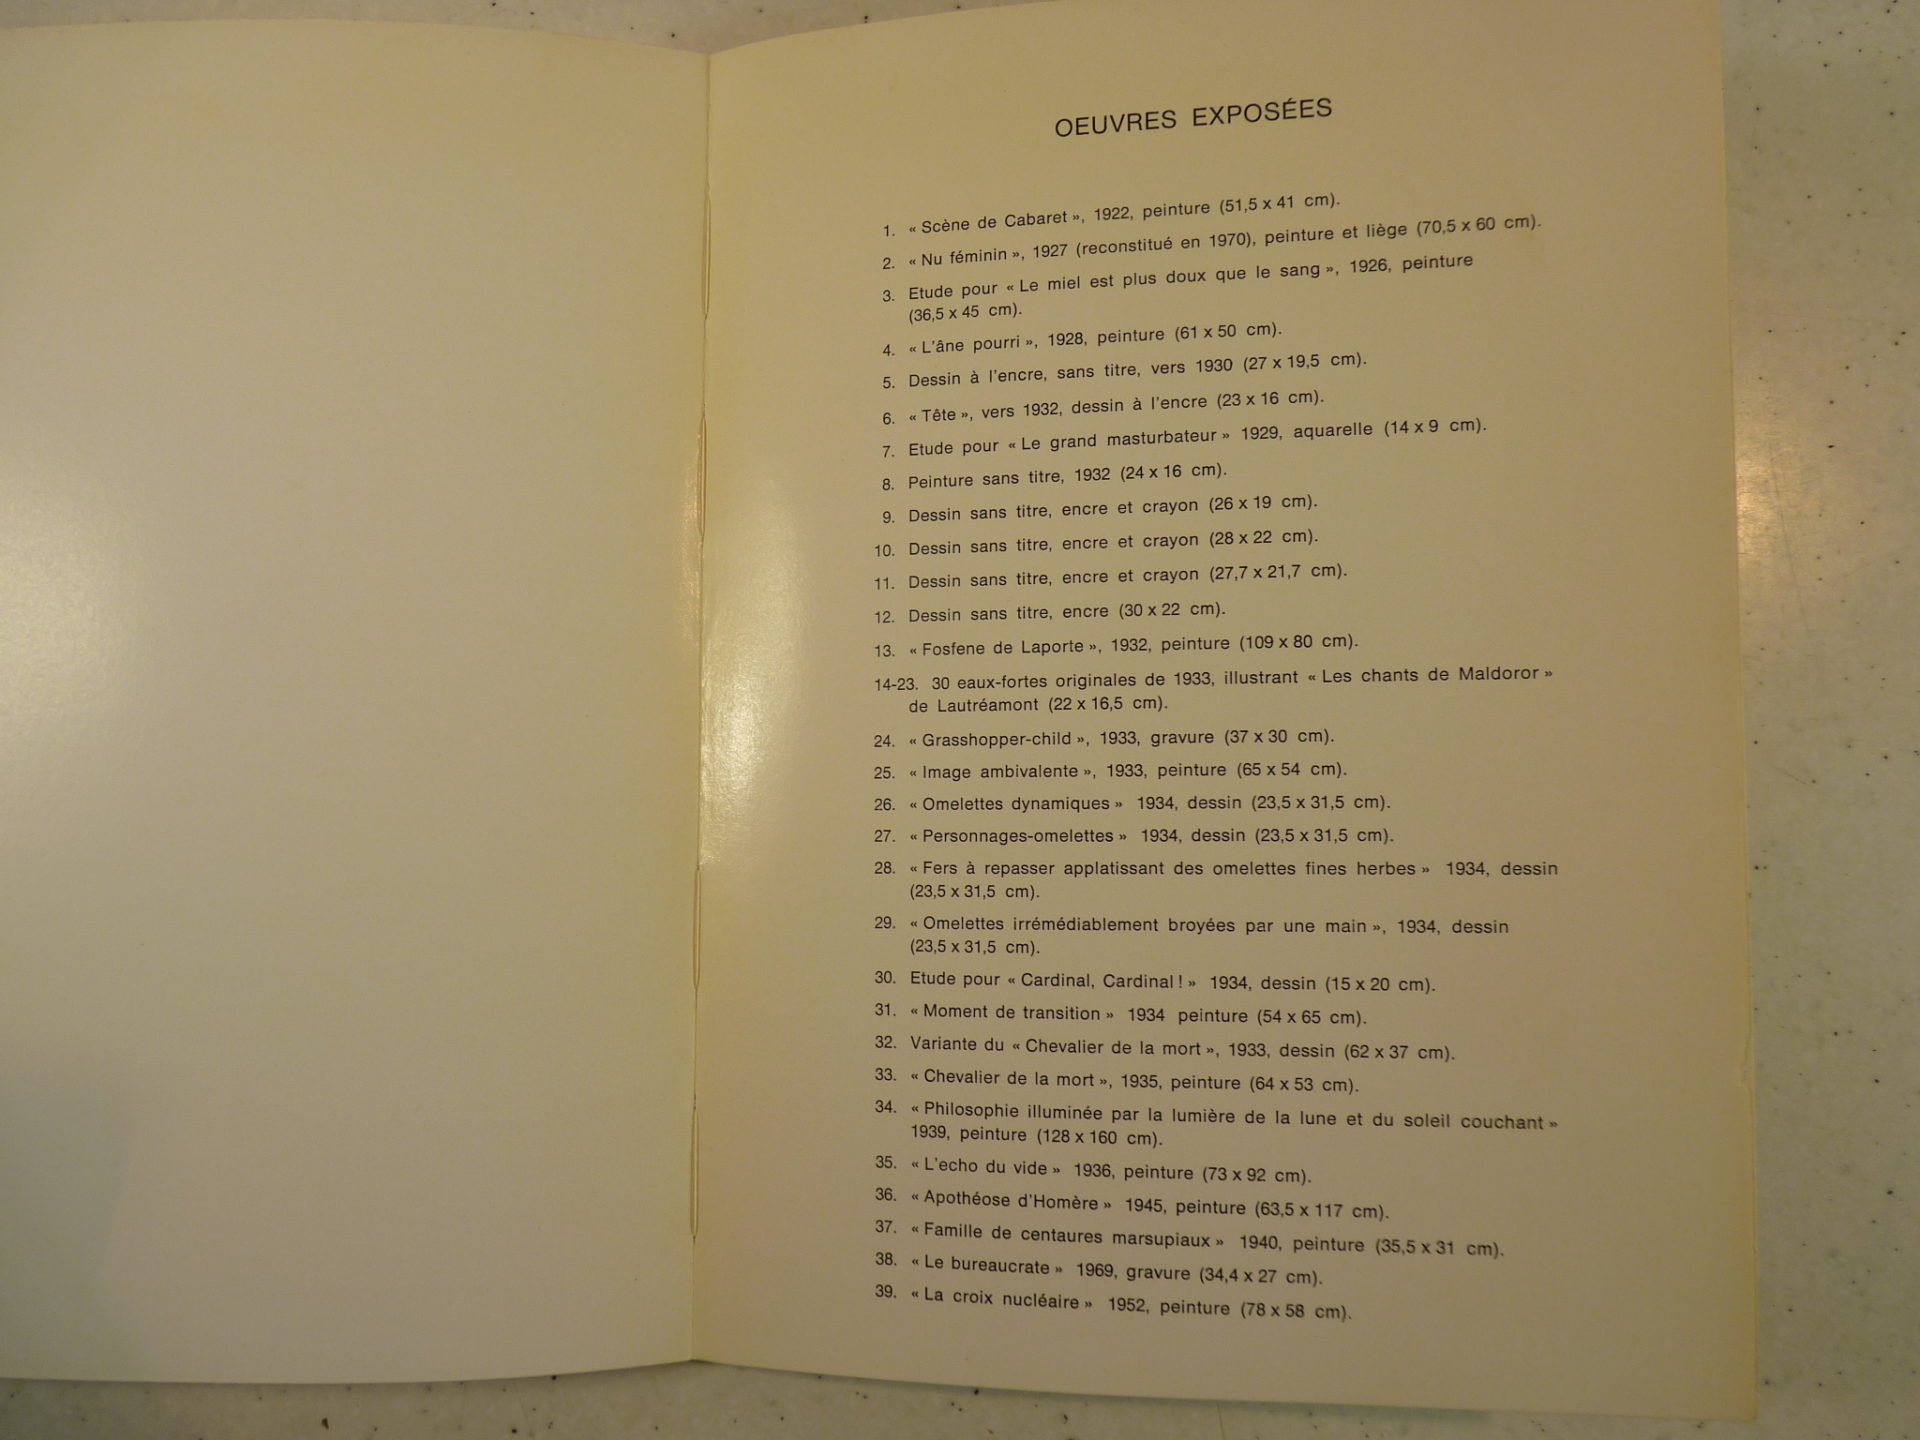 OEUVRES EXPOSÉES
1. « Scène de Cabaret », 1922, peinture (51,5 x 41 cm).
2. « Nu féminin », 1927 (reconstitué en 1970), peinture et liège (70,5 x 60 cm).
3. Etude pour « Le miel est plus doux que le sang », 1926, peinture
(36,5 x 45 cm).
4. « L'âne pourri », 1928, peinture (61 x 50 cm).
5. Dessin à l'encre, sans titre, vers 1930 (27 x 19,5 cm).
6. « Tête », vers 1932, dessin à l'encre (23 x 16 cm).
7. Etude pour « Le grand masturbateur » 1929, aquarelle (14 x 9 cm).
8. Peinture sans titre, 1932 (24 x 16 cm).
9. Dessin sans titre, encre et crayon (26 x 19 cm).
10. Dessin sans titre, encre et crayon (28 x 22 cm).
11. Dessin sans titre, encre et crayon (27,7 x 21,7 cm).
12. Dessin sans titre, encre (30 x 22 cm).
13. « Fosfene de Laporte », 1932, peinture (109 x 80 cm).
14-23. 30 eaux-fortes originales de 1933, illustrant « Les chants de Maldoror »
de Lautréamont (22 x 16,5 cm).
24. « Grasshopper-child », 1933, gravure (37 x 30 cm).
25. « Image ambivalente », 1933, peinture (65 x 54 cm).
26. « Omelettes dynamiques » 1934, dessin (23,5 x 31,5 cm).
27. « Personnages-omelettes » 1934, dessin (23,5 x 31,5 cm).
28. « Fers à repasser applatissant des omelettes fines herbes » 1934, dessin
(23,5 x 31,5 cm).
29. « Omelettes irrémédiablement broyées par une main », 1934, dessin
(23,5 x 31,5 cm).
30. Etude pour « Cardinal, Cardinal ! » 1934, dessin (15 x 20 cm).
31. « Moment de transition » 1934 peinture (54 x 65 cm).
32. Variante du « Chevalier de la mort », 1933, dessin (62 x 37 cm).
33. « Chevalier de la mort », 1935, peinture (64 x 53 cm).
34. « Philosophie illuminée par la lumière de la lune et du soleil couchant »
1939, peinture (128 x 160 cm).
35. « L'echo du vide » 1936, peinture (73 x 92 cm).
36. « Apothéose d'Homère » 1945, peinture (63,5 x 117 cm).
37. « Famille de centaures marsupiaux » 1940, peinture (35,5 x 31 cm).
38. « Le bureaucrate » 1969, gravure (34,4 x 27 cm).
39. « La croix nucléaire » 1952, peinture (78 x 58 cm).